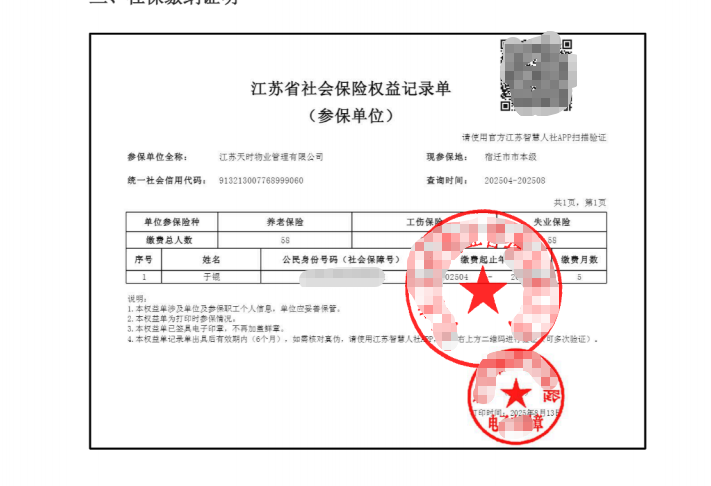 江苏省社会保险权益记录单
（参保单位）
请使用官方江苏智慧人社APP扫描验证
参保单位全称： 江苏天时物业管理有限公司 现参保地： 宿迁市市本级
统一社会信用代码： 913213007768999060 查询时间： 202504-202508
共1页，第1页
单位参保险种 养老保险 工伤保险 失业保险
缴费总人数 58 58
序号 姓名 公民身份号码（社会保障号） 缴费起止年 缴费月数
1 于琨 202504 - 20 5
说明：
1.本权益单涉及单位及参保职工个人信息，单位应妥善保管。
2.本权益单为打印时参保情况。
3.本权益单已签具电子印章，不再加盖鲜章。
4.本权益单记录单出具后有效期内（6个月），如需核对真伪，请使用江苏智慧人社APP 右上方二维码进行 可多次验证）。
险
打印时间：2025年8月13日
电子 章